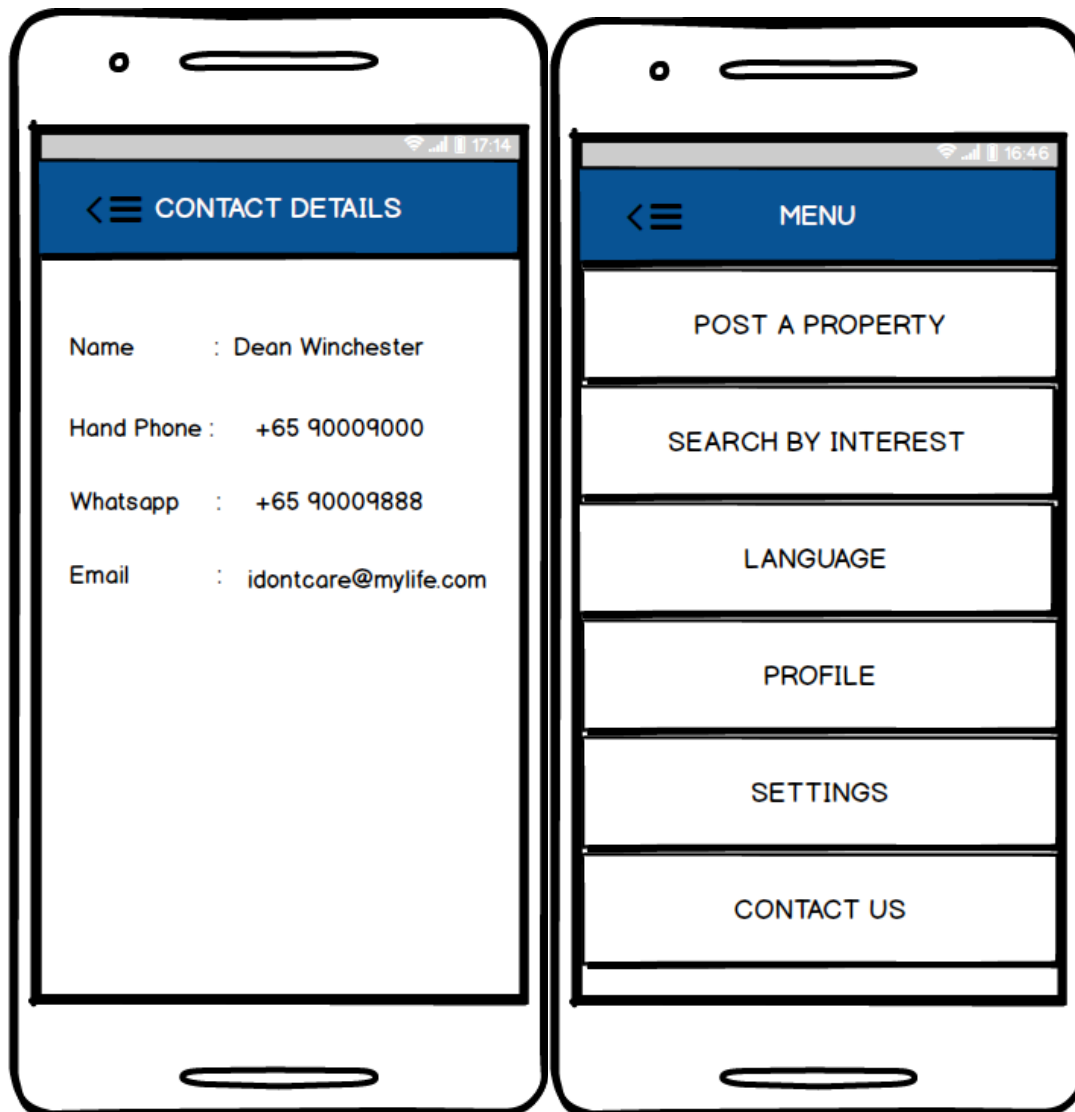 17:14
CONTACT DETAILS
Name : Dean Winchester
Hand Phone : +65 90009000
Whatsapp : +65 90009888
Email : idontcare@mylife.com
16:46
MENU
POST A PROPERTY
SEARCH BY INTEREST
LANGUAGE
PROFILE
SETTINGS
CONTACT US